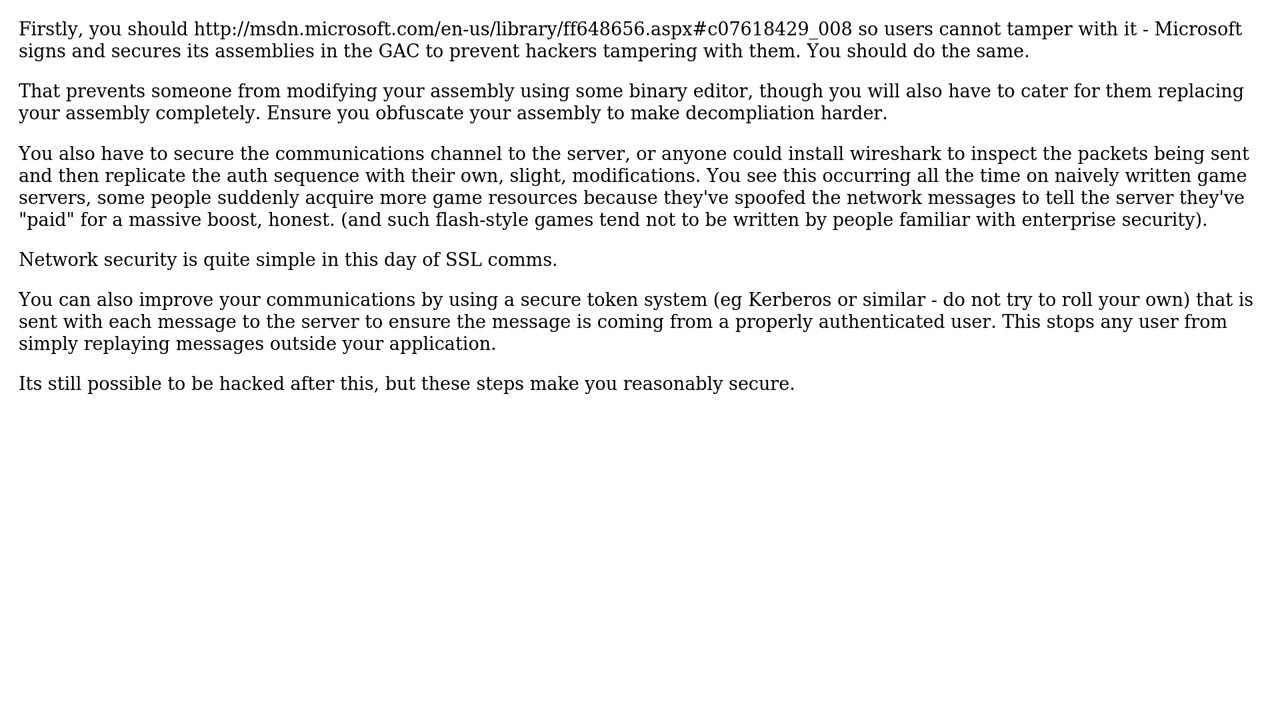 Firstly, you should http://msdn.microsoft.com/en-us/library/ff648656.aspx#c07618429_008 so users cannot tamper with it - Microsoft
signs and secures its assemblies in the GAC to prevent hackers tampering with them. You should do the same.
That prevents someone from modifying your assembly using some binary editor, though you will also have to cater for them replacing
your assembly completely. Ensure you obfuscate your assembly to make decompliation harder.
You also have to secure the communications channel to the server, or anyone could install wireshark to inspect the packets being sent
and then replicate the auth sequence with their own, slight, modifications. You see this occurring all the time on naively written game
servers, some people suddenly acquire more game resources because they've spoofed the network messages to tell the server they've
"paid" for a massive boost, honest. (and such flash-style games tend not to be written by people familiar with enterprise security).
Network security is quite simple in this day of SSL comms.
You can also improve your communications by using a secure token system (eg Kerberos or similar - do not try to roll your own) that is
sent with each message to the server to ensure the message is coming from a properly authenticated user. This stops any user from
simply replaying messages outside your application.
Its still possible to be hacked after this, but these steps make you reasonably secure.